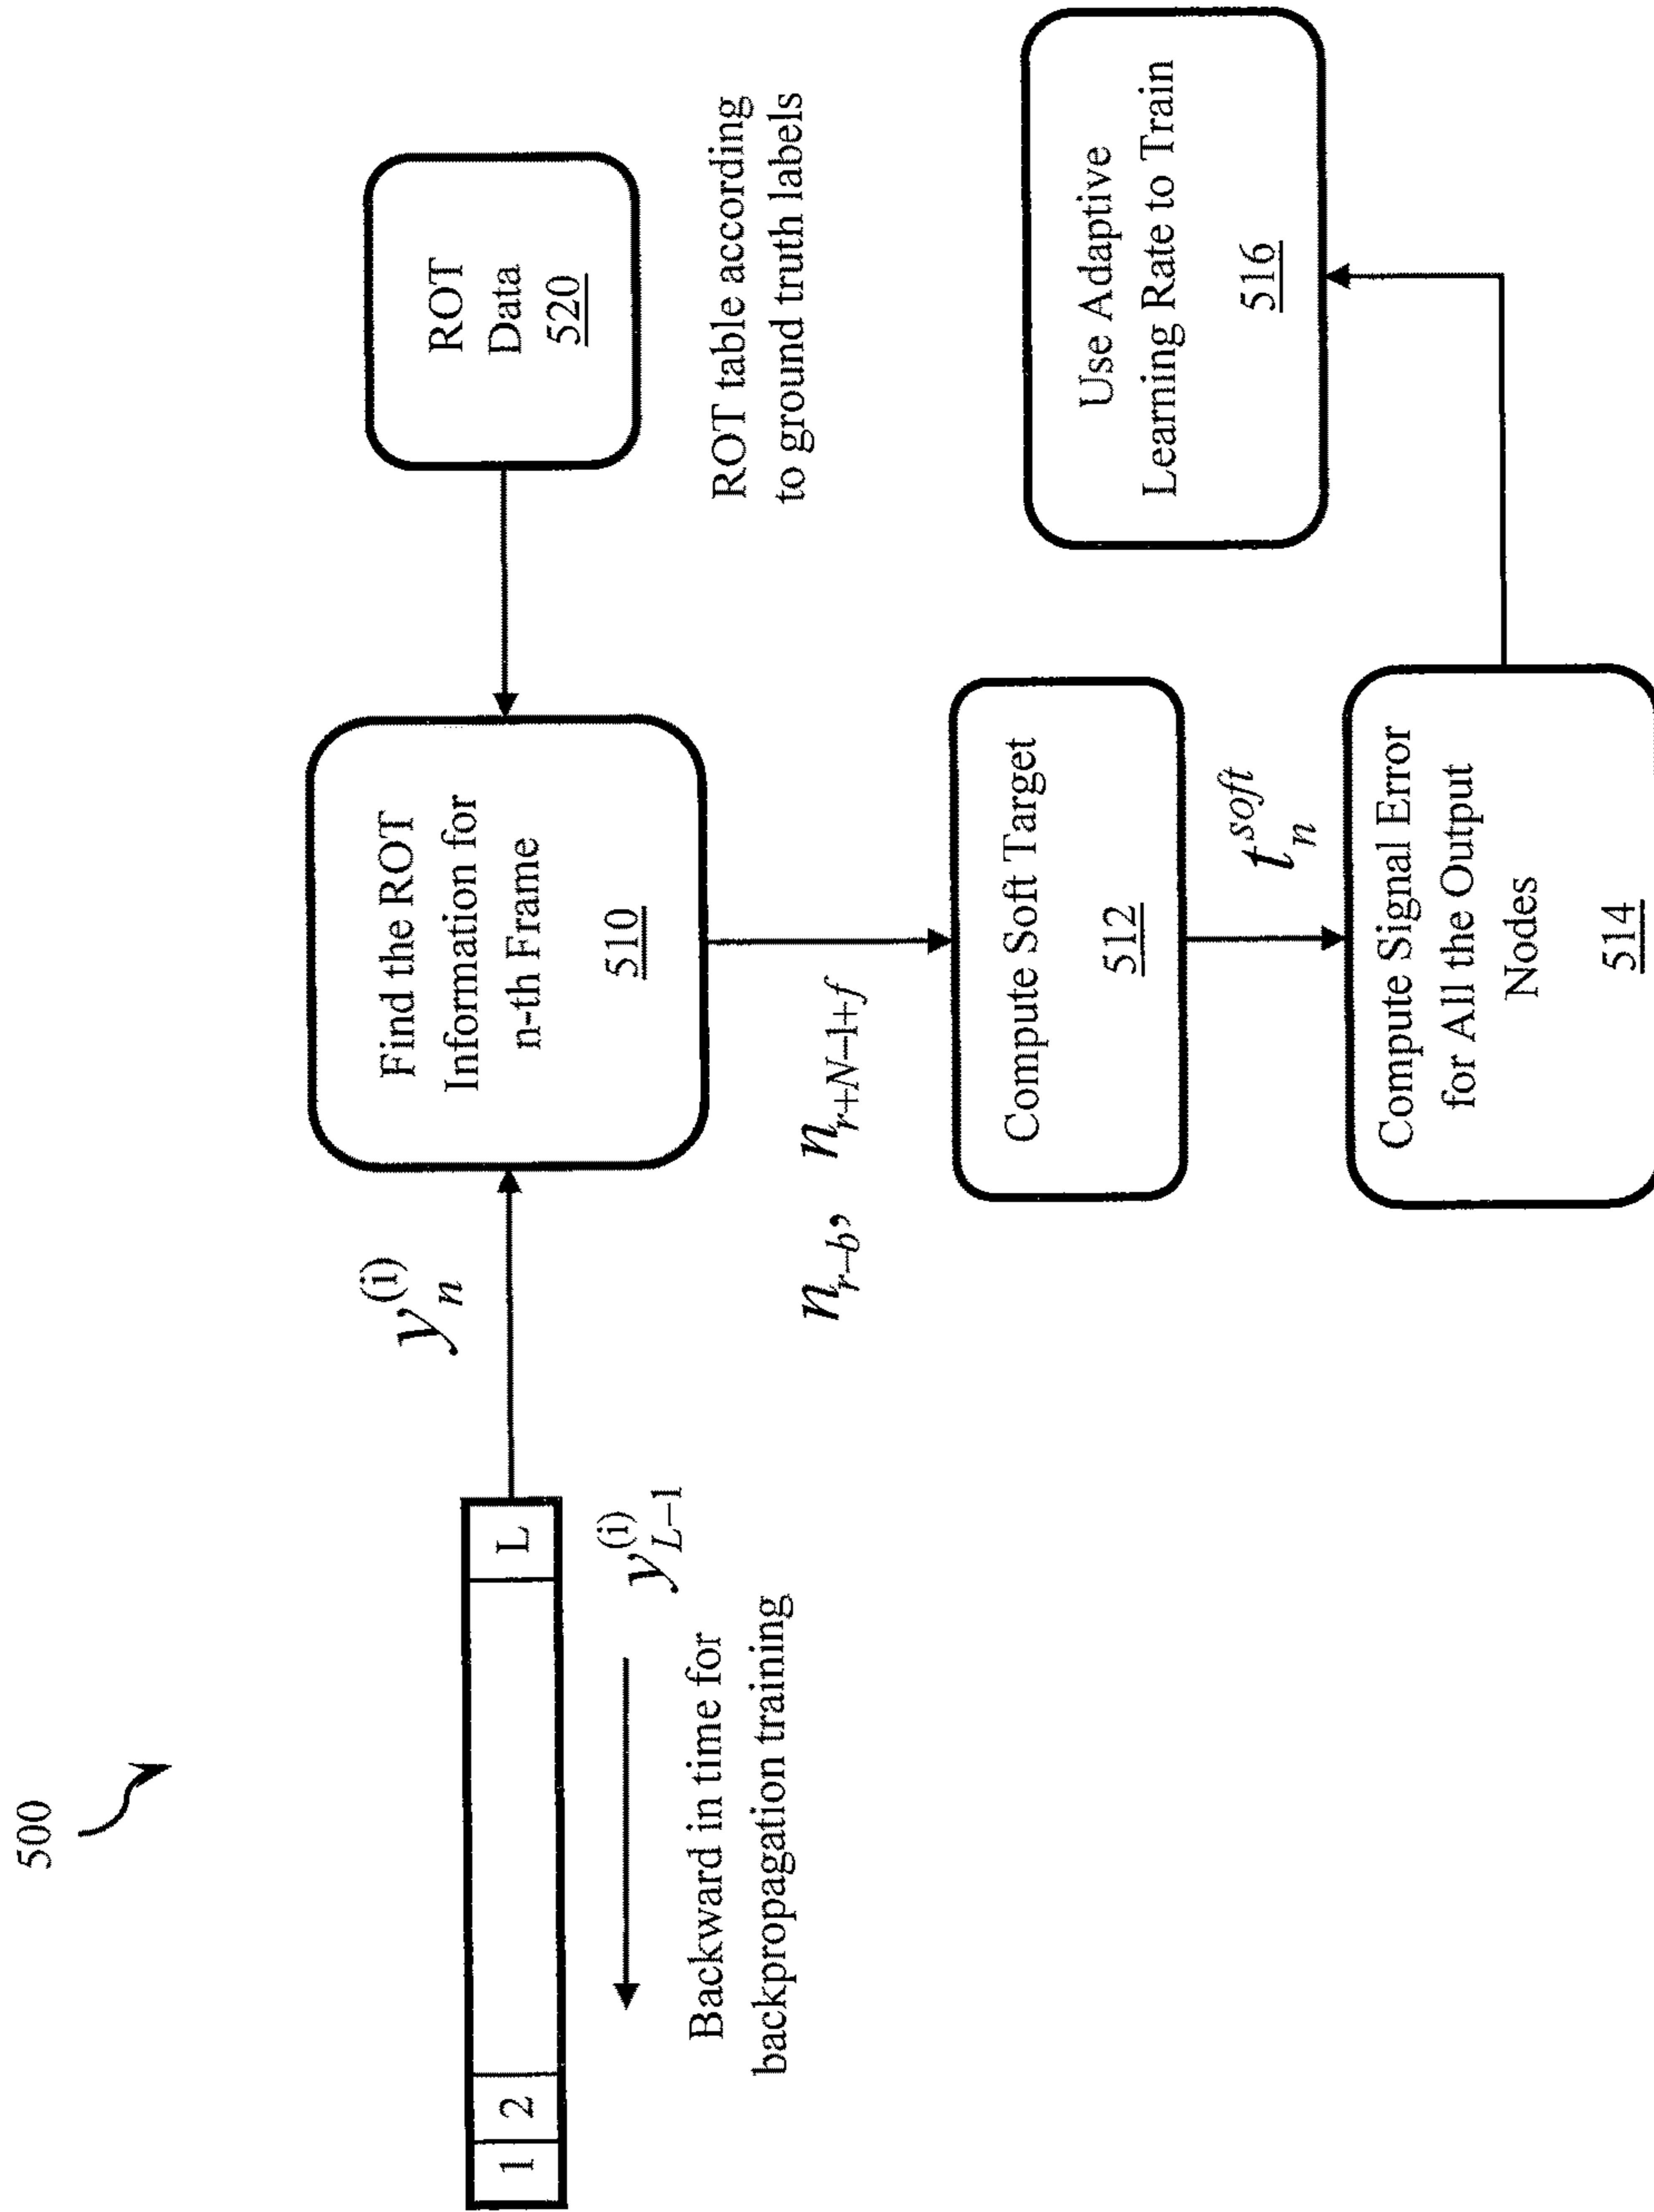 500
1
2
L
y_n^{(i)}
y_{L-1}^{(i)}
Backward in time for
backpropagation training
Find the ROT
Information for
n-th Frame
510
ROT
Data
520
ROT table according
to ground truth labels
n_{r-b}, n_{r+N-1+f}
Compute Soft Target
512
t_n^{soft}
Compute Signal Error
for All the Output
Nodes
514
Use Adaptive
Learning Rate to Train
516